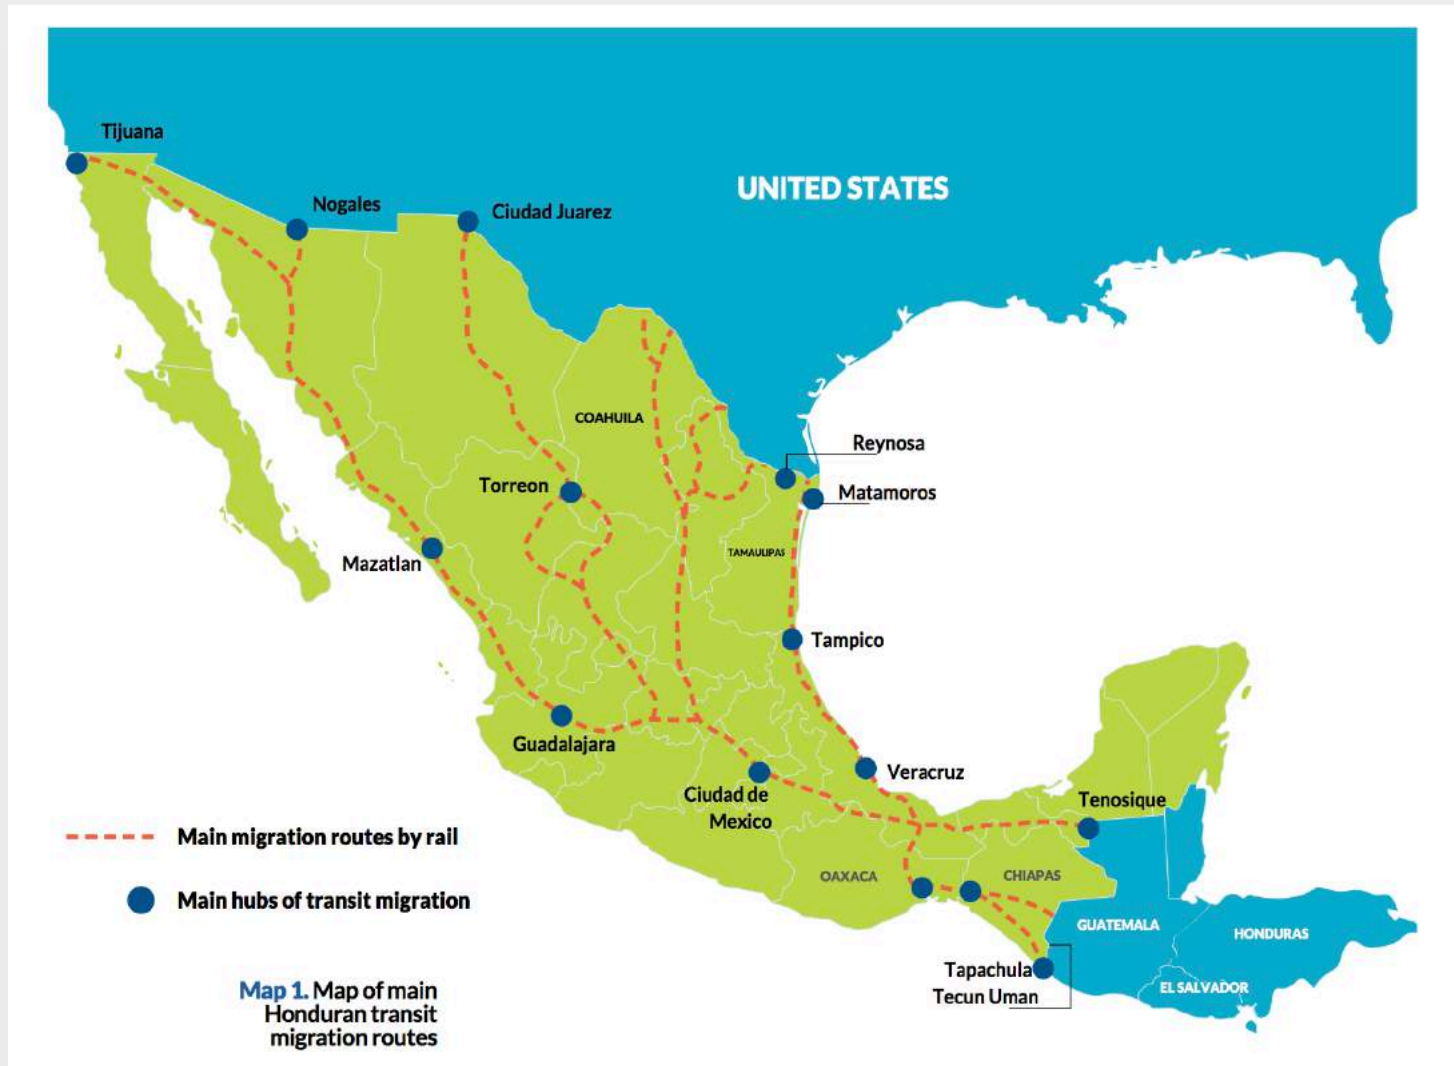 Tijuana
Nogales
Ciudad Juarez
UNITED STATES
COAHUILA
Reynosa
Torreon
Matamoros
TAMAULIPAS
Mazatlan
Tampico
Guadalajara
Veracruz
Ciudad de
Mexico
Tenosique
Main migration routes by rail
OAXACA
CHIAPAS
Main hubs of transit migration
GUATEMALA
HONDURAS
Tapachula
Tecun Uman
EL SALVADOR
Map 1. Map of main
Honduran transit
migration routes